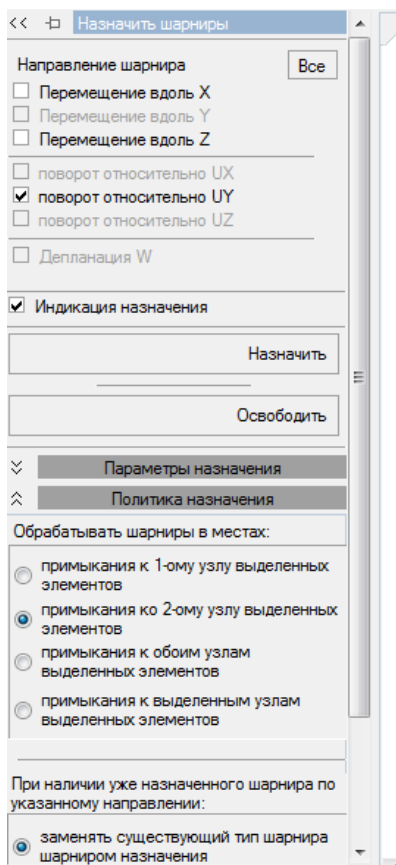 << Назначить шарниры
Направление шарнира Все
Перемещение вдоль X
Перемещение вдоль Y
Перемещение вдоль Z
поворот относительно UX
поворот относительно UY
поворот относительно UZ
Депланация W
Индикация назначения
Назначить
Освободить
Параметры назначения
Политика назначения
Обрабатывать шарниры в местах:
примыкания к 1-ому узлу выделенных
элементов
примыкания ко 2-ому узлу выделенных
элементов
примыкания к обоим узлам
выделенных элементов
примыкания к выделенным узлам
выделенных элементов
При наличии уже назначенного шарнира по
указанному направлению:
заменять существующий тип шарнира
шарниром назначения